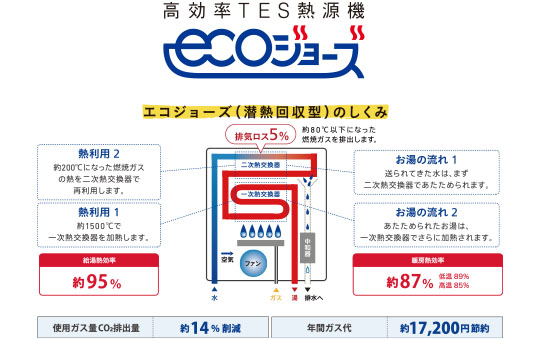 高効率TES熱源機
ecoジョーズ
エコジョーズ(潜熱回収型)のしくみ
排気ロス5%
約80℃以下になった
燃焼ガスを排出します。
熱利用 2
約200℃になった燃焼ガス
の熱を二次熱交換器で
再利用します。
熱利用 1
約1500℃で
一次熱交換器を加熱します。
給湯熱効率
約95%
二次熱交換器
一次熱交換器
空気
ファン
中和器
水
ガス
湯
排水へ
お湯の流れ 1
送られてきた水は、まず
二次熱交換器であたためられます。
お湯の流れ 2
あたためられたお湯は、
一次熱交換器でさらに加熱されます。
暖房熱効率
約87%
低温 89%
高温 85%
使用ガス量CO₂排出量
約14%削減
年間ガス代
約17,200円節約